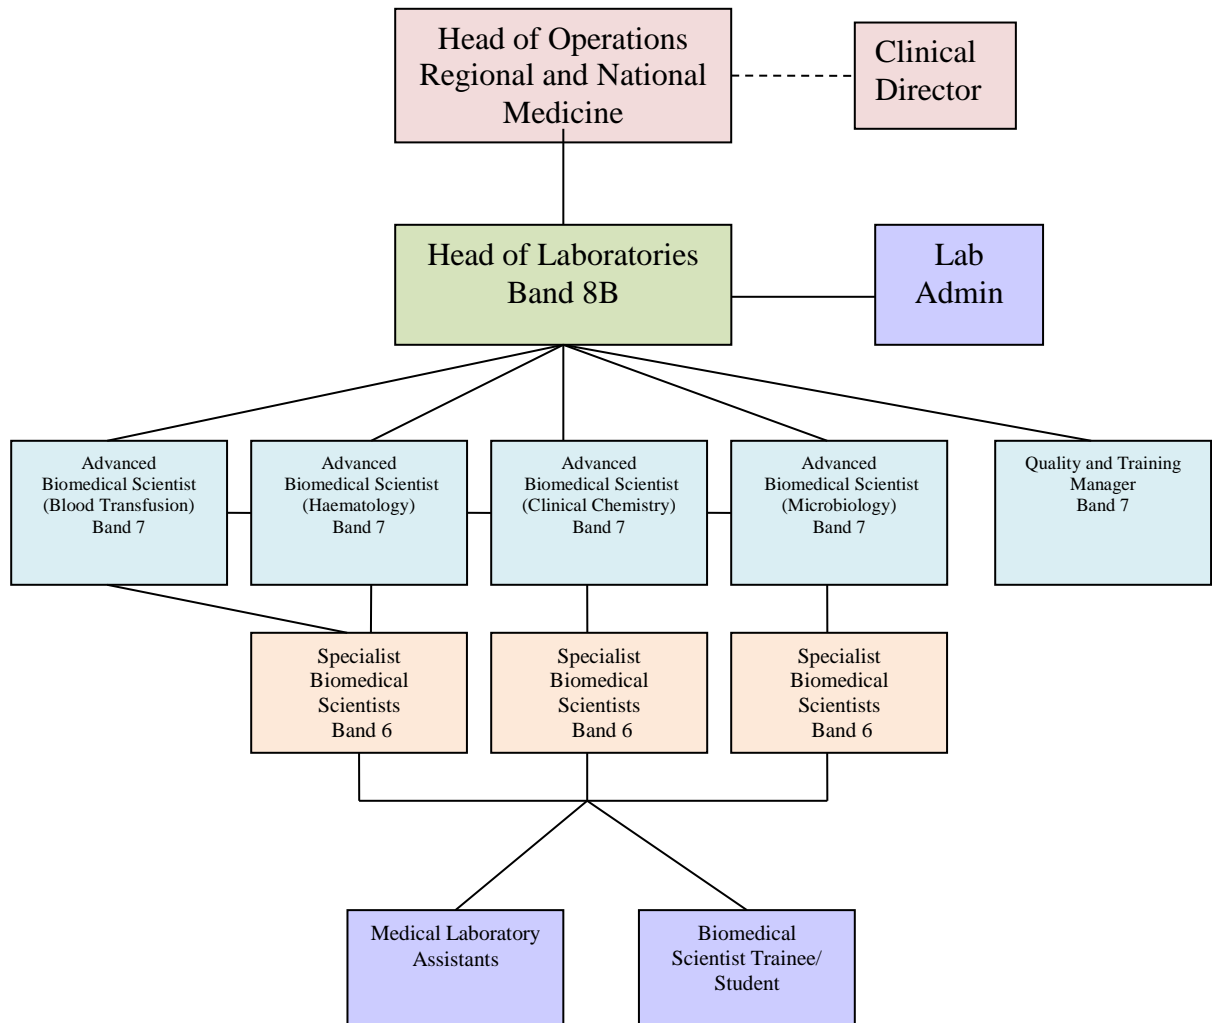 Head of Operations
Regional and National
Medicine
Clinical
Director
Head of Laboratories
Band 8B
Lab
Admin
Advanced
Biomedical Scientist
(Blood Transfusion)
Band 7
Advanced
Biomedical Scientist
(Haematology)
Band 7
Advanced
Biomedical Scientist
(Clinical Chemistry)
Band 7
Advanced
Biomedical Scientist
(Microbiology)
Band 7
Quality and Training
Manager
Band 7
Specialist
Biomedical
Scientists
Band 6
Specialist
Biomedical
Scientists
Band 6
Specialist
Biomedical
Scientists
Band 6
Medical Laboratory
Assistants
Biomedical
Scientist Trainee/
Student